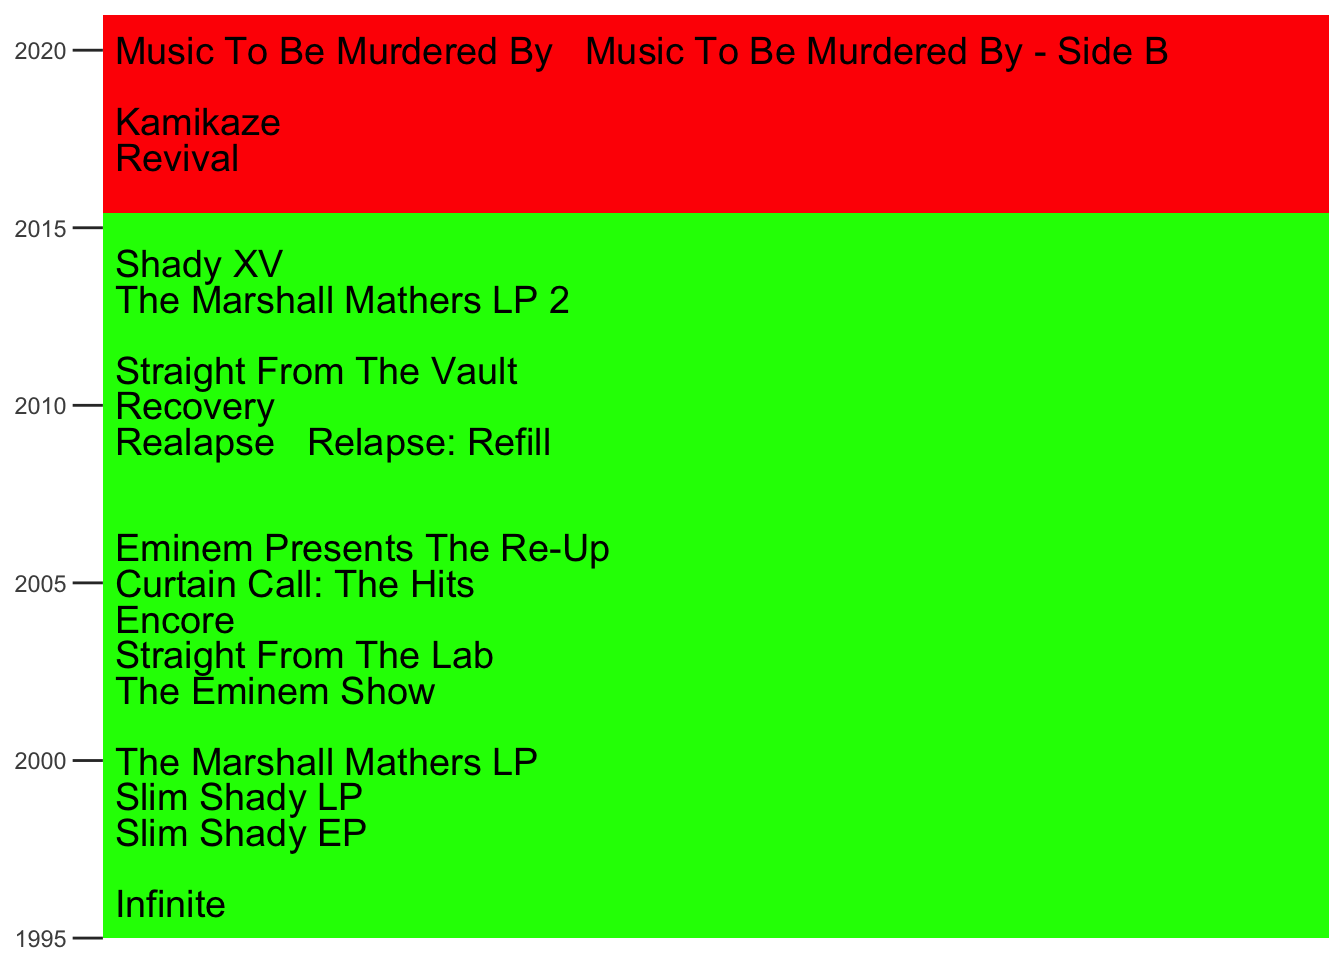 2020 Music To Be Murdered By Music To Be Murdered By - Side B
Kamikaze
Revival
2015
Shady XV
The Marshall Mathers LP 2
Straight From The Vault
2010 Recovery
Realapse Relapse: Refill
Eminem Presents The Re-Up
2005 Curtain Call: The Hits
Encore
Straight From The Lab
The Eminem Show
2000 The Marshall Mathers LP
Slim Shady LP
Slim Shady EP
Infinite
1995